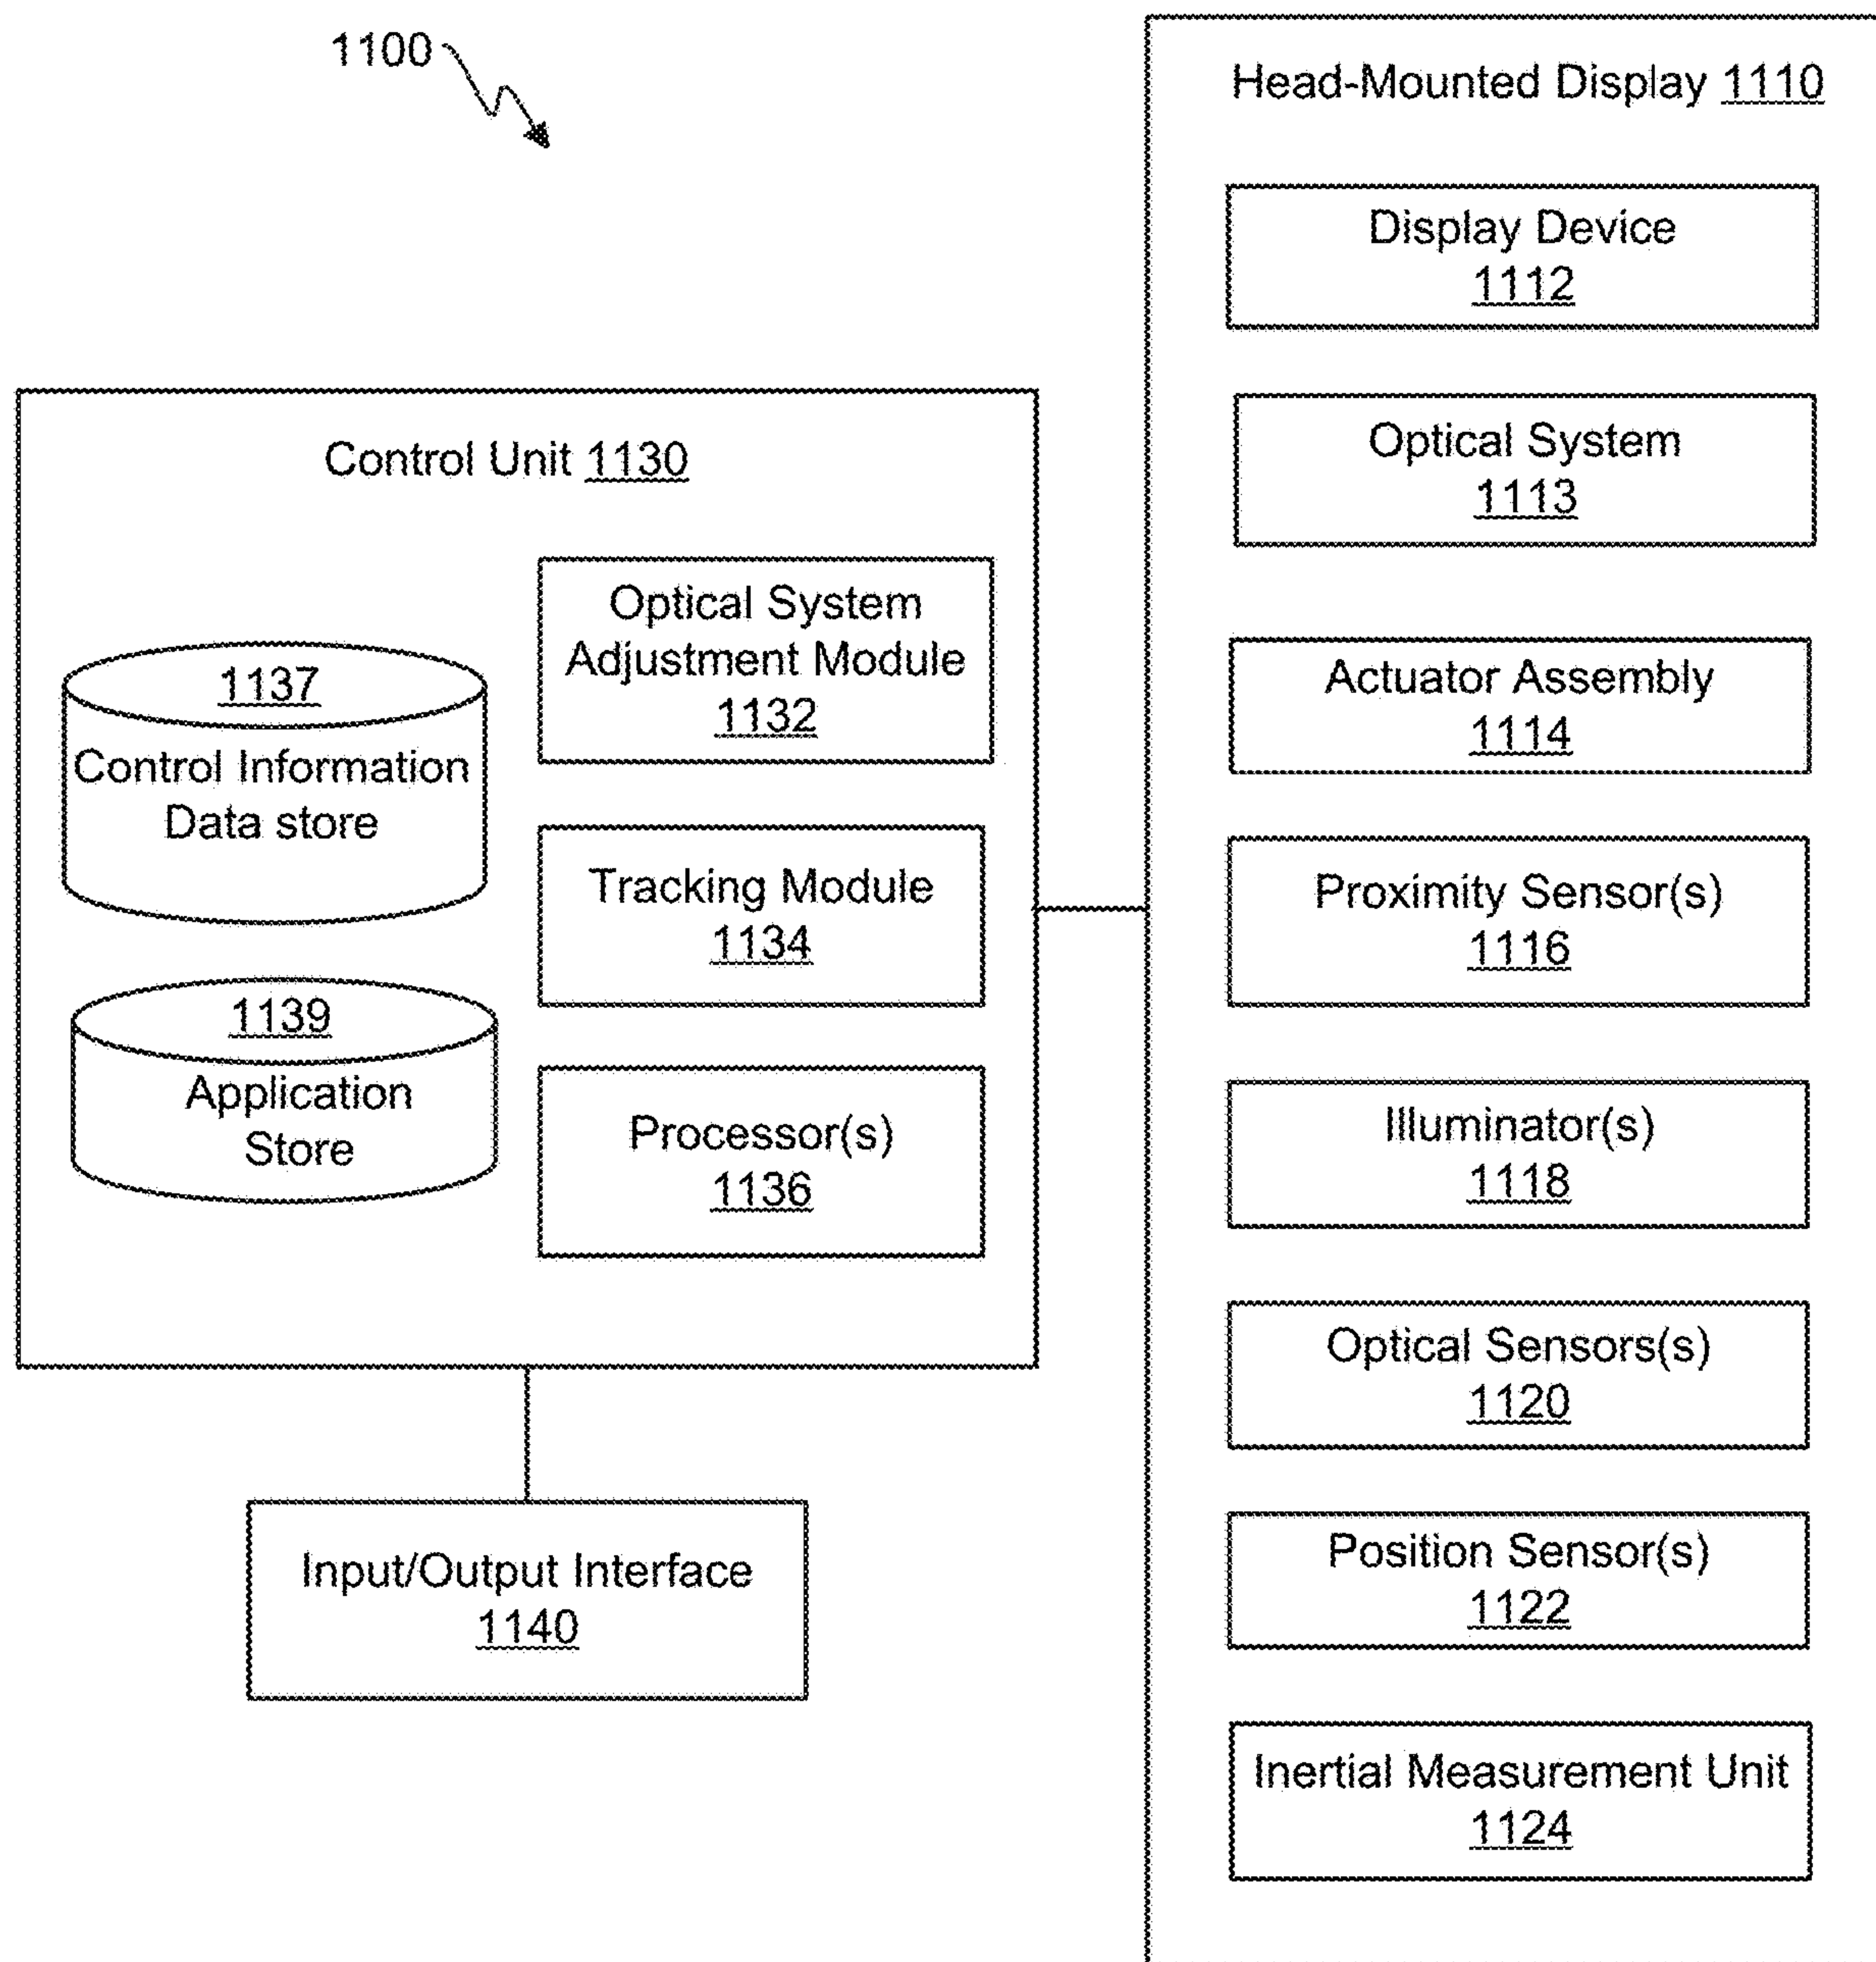 1100
Head-Mounted Display 1110
Display Device
1112
Optical System
1113
Actuator Assembly
1114
Proximity Sensor(s)
1116
Illuminator(s)
1118
Optical Sensors(s)
1120
Position Sensor(s)
1122
Inertial Measurement Unit
1124
Control Unit 1130
Optical System
Adjustment Module
1132
1137
Control Information
Data store
Tracking Module
1134
1139
Application
Store
Processor(s)
1136
Input/Output Interface
1140